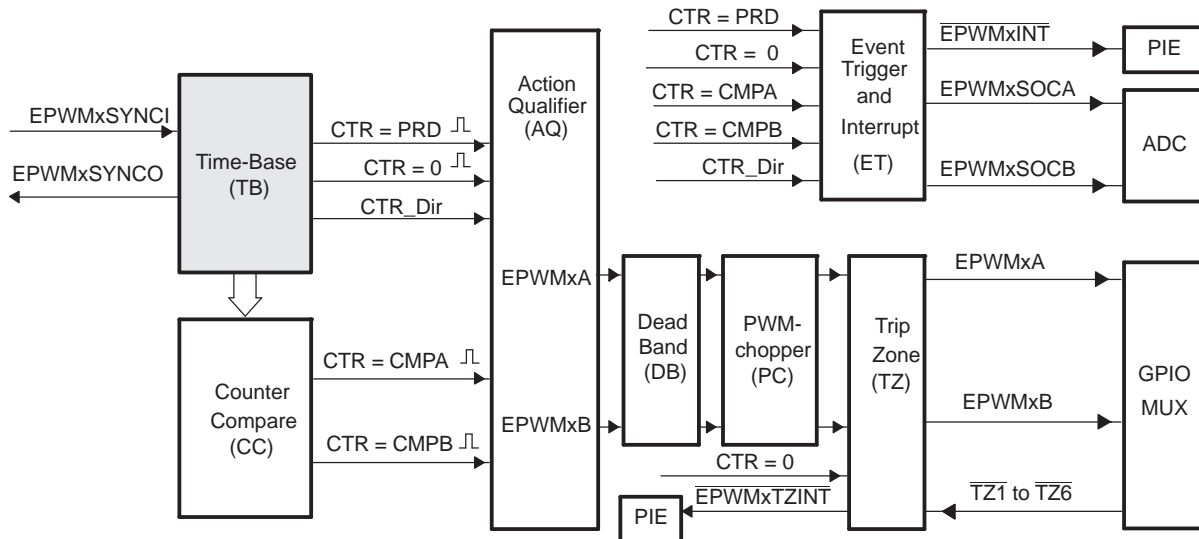 EPWMxSYNCI
EPWMxSYNCO
Time-Base
(TB)
CTR = PRD
CTR = 0
CTR_Dir
Counter
Compare
(CC)
CTR = CMPA
CTR = CMPB
Action
Qualifier
(AQ)
EPWMxA
EPWMxB
CTR = PRD
CTR = 0
CTR = CMPA
CTR = CMPB
CTR_Dir
Event
Trigger
and
Interrupt
(ET)
EPWMxINT
EPWMxSOCA
EPWMxSOCB
PIE
ADC
Dead
Band
(DB)
PWM-
chopper
(PC)
Trip
Zone
(TZ)
EPWMxA
EPWMxB
CTR = 0
EPWMxTZINT
PIE
TZ1 to TZ6
GPIO
MUX